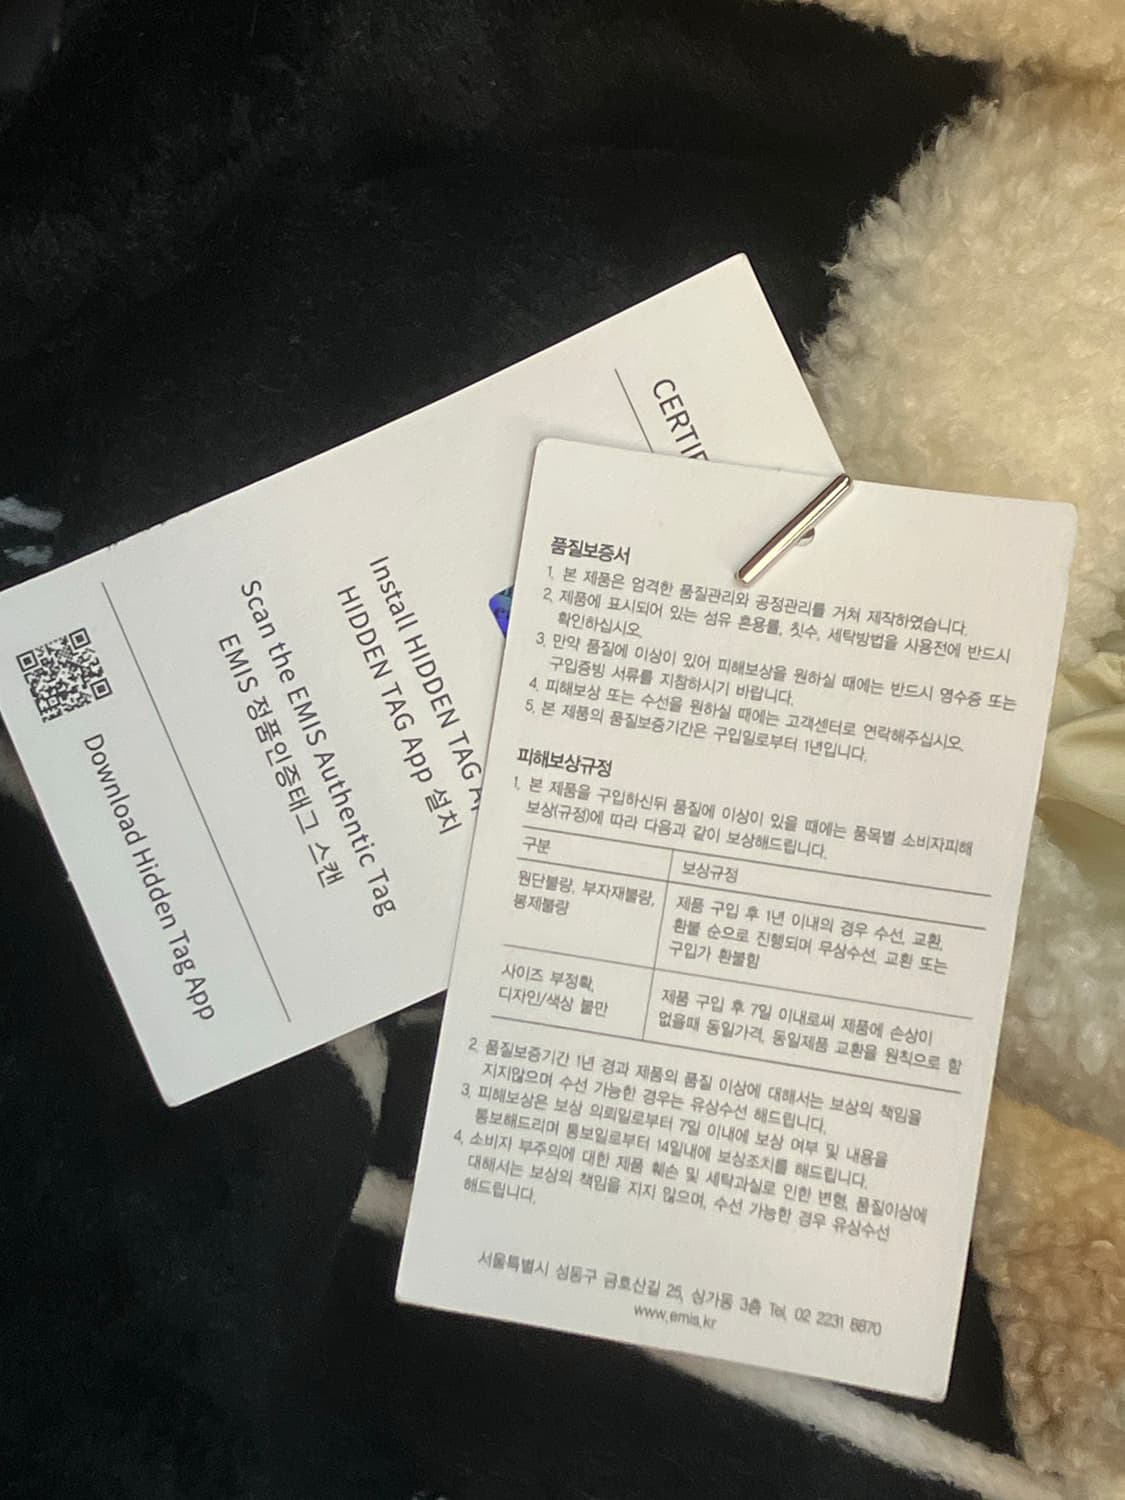 CERTIF
Install HIDDEN TAG A
HIDDEN TAG App 설치
Scan the EMIS Authentic Tag
EMIS 정품인증태그 스캔
Download Hidden Tag App
품질보증서
1. 본 제품은 엄격한 품질관리와 공정관리를 거쳐 제작하였습니다.
2. 제품에 표시되어 있는 섬유 혼용률, 칫수, 세탁방법을 사용전에 반드시
확인하십시오.
3. 만약 품질에 이상이 있어 피해보상을 원하실 때에는 반드시 영수증 또는
구입증빙 서류를 지참하시기 바랍니다.
4. 피해보상 또는 수선을 원하실 때에는 고객센터로 연락해주십시오.
5. 본 제품의 품질보증기간은 구입일로부터 1년입니다.
피해보상규정
1. 본 제품을 구입하신뒤 품질에 이상이 있을 때에는 품목별 소비자피해
보상(규정)에 따라 다음과 같이 보상해드립니다.
구분
보상규정
원단불량, 부자재불량,
봉제불량
제품 구입 후 1년 이내의 경우 수선, 교환,
환불 순으로 진행되며 무상수선, 교환 또는
구입가 환불함
사이즈 부정확,
디자인/색상 불만
제품 구입 후 7일 이내로써 제품에 손상이
없을때 동일가격, 동일제품 교환을 원칙으로 함
2. 품질보증기간 1년 경과 제품의 품질 이상에 대해서는 보상의 책임을
지지않으며 수선 가능한 경우는 유상수선 해드립니다.
3. 피해보상은 보상 의뢰일로부터 7일 이내에 보상 여부 및 내용을
통보해드리며 통보일로부터 14일내에 보상조치를 해드립니다.
4. 소비자 부주의에 대한 제품 훼손 및 세탁과실로 인한 변형, 품질이상에
대해서는 보상의 책임을 지지 않으며, 수선 가능한 경우 유상수선
해드립니다.
서울특별시 성동구 금호산길 25, 상가동 3층 Tel. 02 2231 8870
www.emis.kr